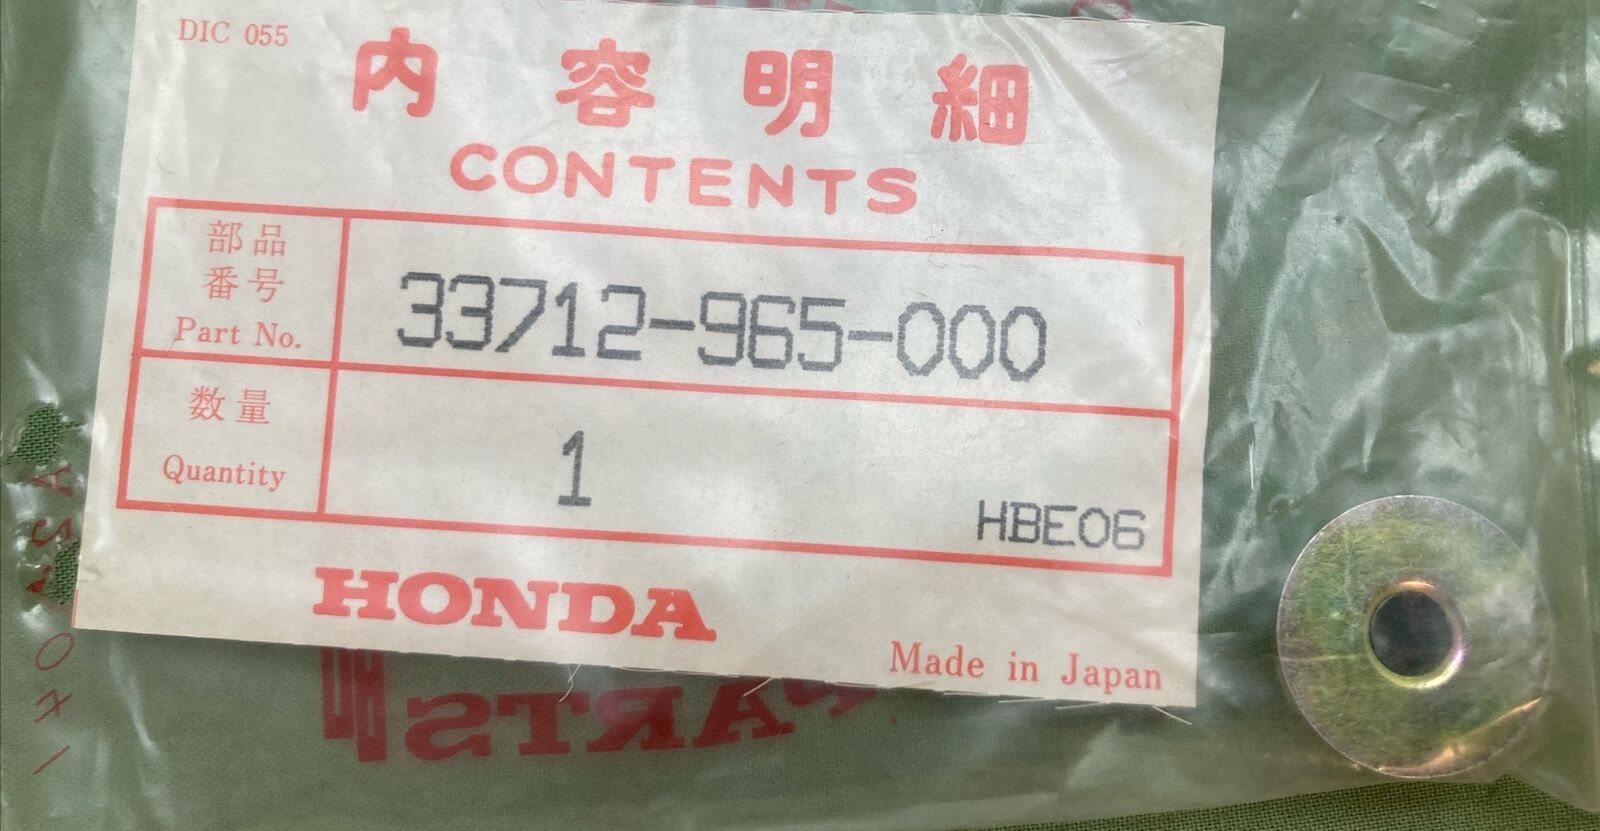 DIC 055
内容明細
CONTENTS
部品
番号
Part No.
33712-965-000
数量
Quantity
1
HBE06
HONDA
Made in Japan
PARTS